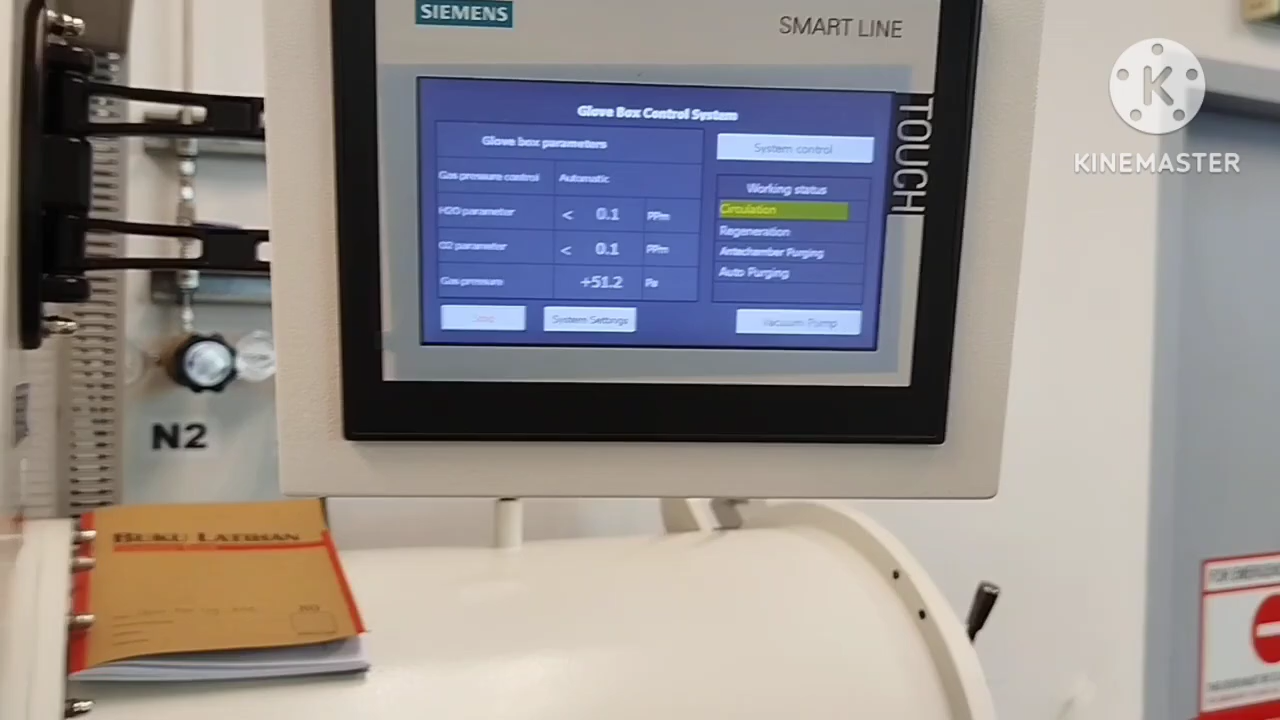 SIEMENS
SMART LINE
TOUCH
KINEMASTER
Glove Box Control System
Glove box parameters
System control
Gas pressure control Automatic
Working status
H2O parameter < 0.1 PPm
Circulation
Regeneration
O2 parameter < 0.1 PPm
Antechamber Purging
Auto Purging
Gas pressure +51.2 Pa
Stop
System Settings
Vacuum Pump
N2
BUKU LATIHAN